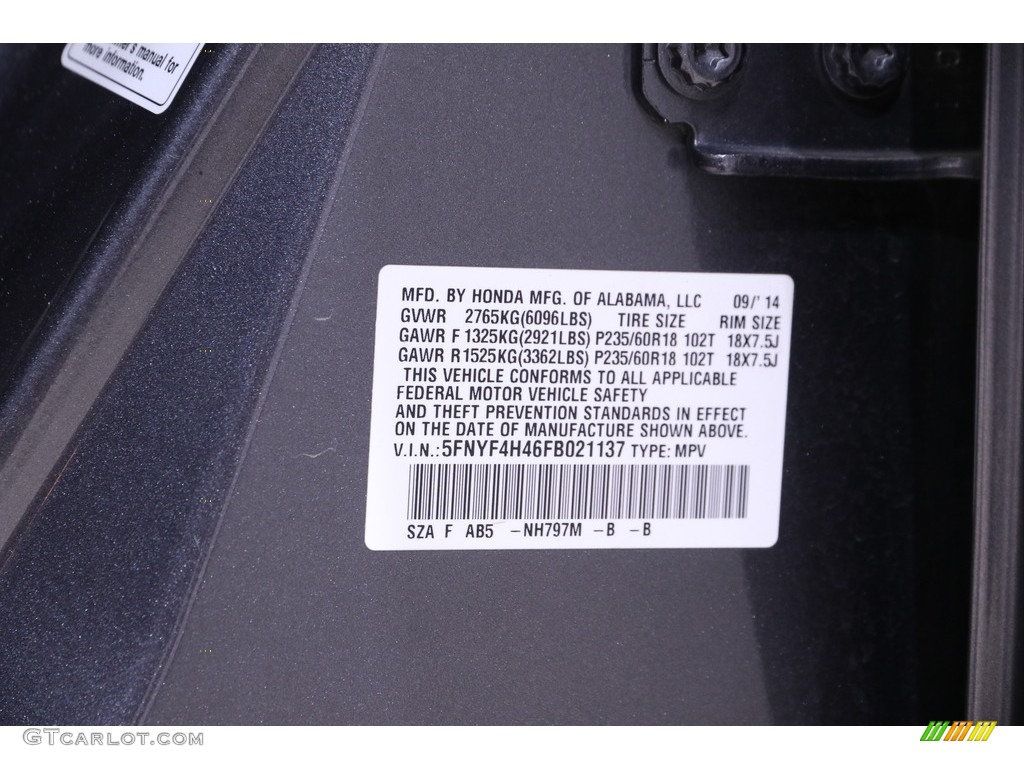 er's manual for
more information.
MFD. BY HONDA MFG. OF ALABAMA, LLC 09/' 14
GVWR 2765KG(6096LBS) TIRE SIZE RIM SIZE
GAWR F 1325KG(2921LBS) P235/60R18 102T 18X7.5J
GAWR R1525KG(3362LBS) P235/60R18 102T 18X7.5J
THIS VEHICLE CONFORMS TO ALL APPLICABLE
FEDERAL MOTOR VEHICLE SAFETY
AND THEFT PREVENTION STANDARDS IN EFFECT
ON THE DATE OF MANUFACTURE SHOWN ABOVE.
V.I.N.: 5FNYF4H46FB021137 TYPE: MPV
SZA F AB5 –NH797M –B –B
GTCARLOT.COM